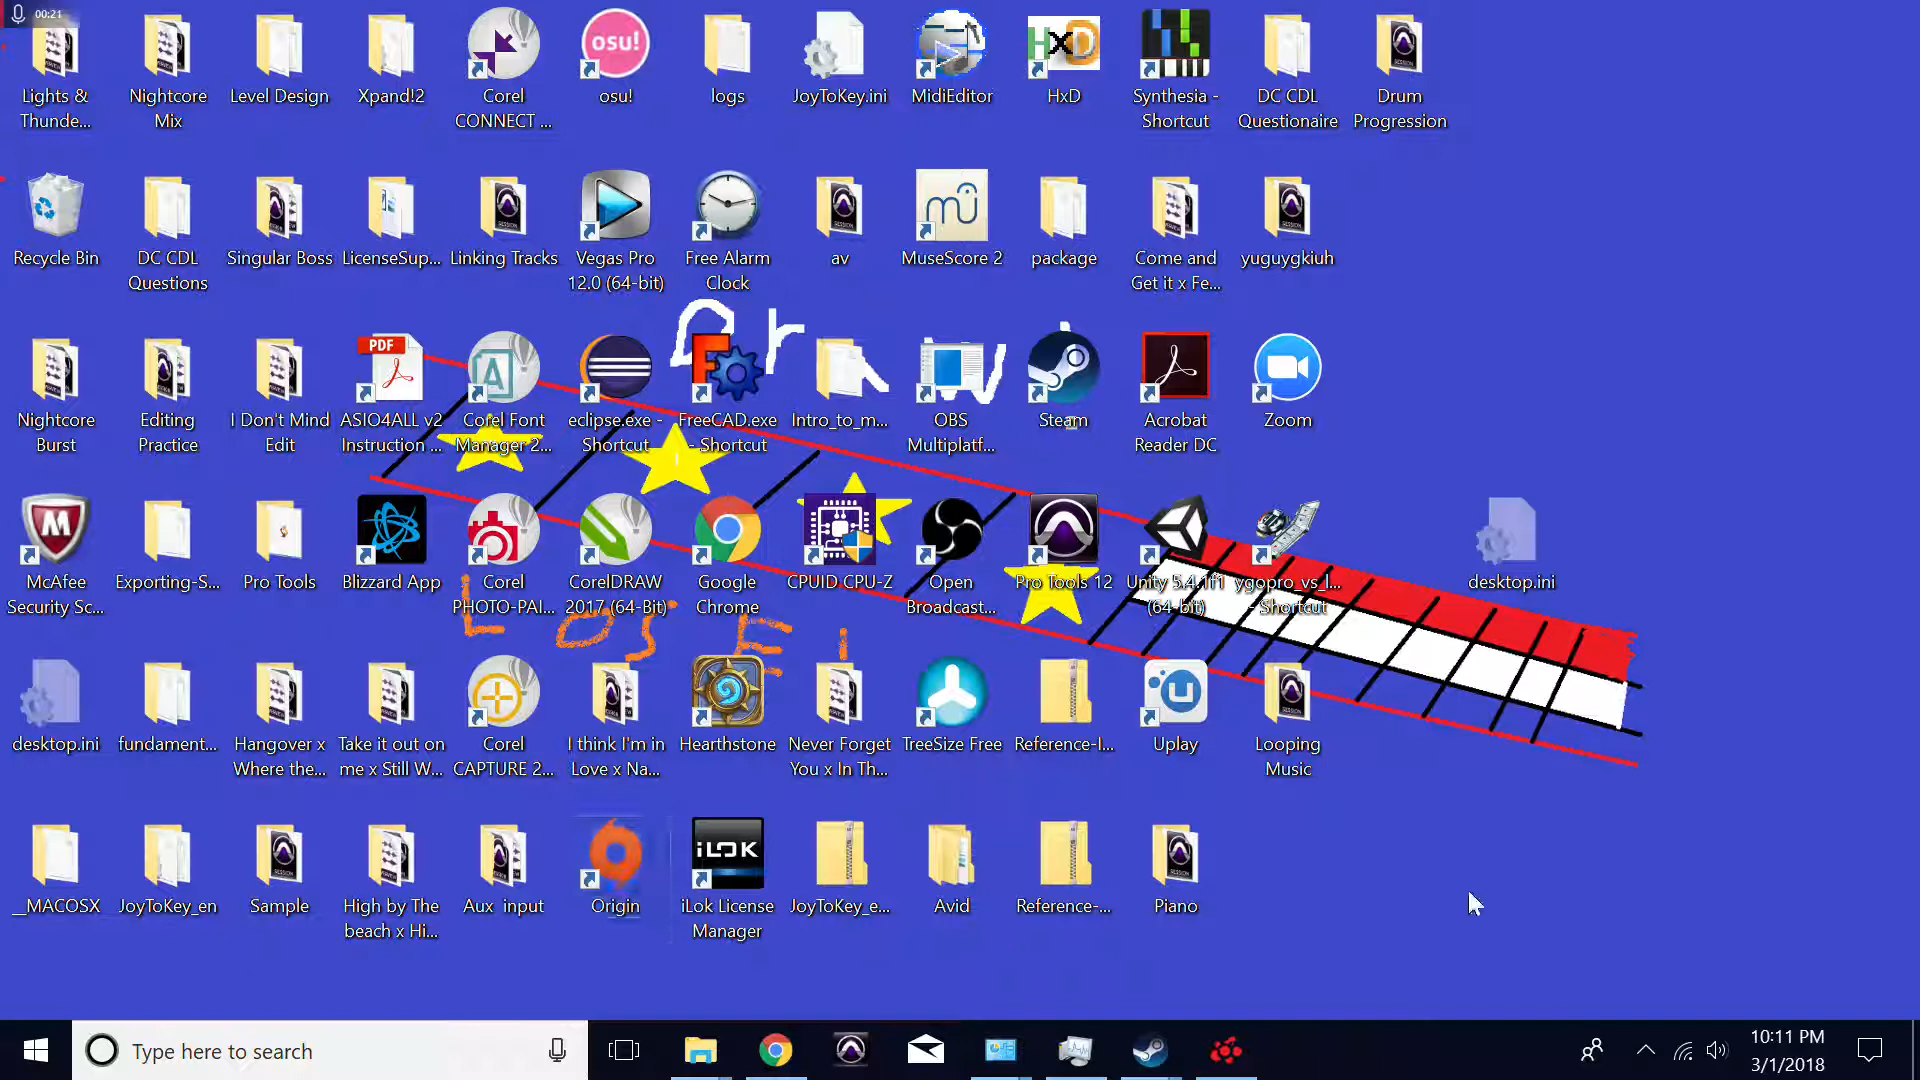 00:21
Lights &
Thunde...
Nightcore
Mix
Level Design
Xpand!2
Corel
CONNECT ...
osu!
osu!
logs
JoyToKey.ini
MidiEditor
HxD
HxD
Synthesia -
Shortcut
DC CDL
Questionaire
Drum
Progression
Recycle Bin
DC CDL
Questions
Singular Boss
LicenseSup...
Linking Tracks
Vegas Pro
12.0 (64-bit)
Free Alarm
Clock
av
MuseScore 2
package
Come and
Get it x Fe...
yuguygkiuh
Nightcore
Burst
Editing
Practice
I Don't Mind
Edit
PDF
ASIO4ALL v2
Instruction ...
Corel Font
Manager 2...
eclipse.exe -
Shortcut
FreeCAD.exe
- Shortcut
Intro_to_m...
OBS
Multiplatf...
Steam
Acrobat
Reader DC
Zoom
McAfee
Security Sc...
Exporting-S...
Pro Tools
Blizzard App
Corel
PHOTO-PAI...
CorelDRAW
2017 (64-Bit)
Google
Chrome
CPUID CPU-Z
Open
Broadcast...
Pro Tools 12
Unity 5.4.1f1
(64-bit)
ygopro_vs_l...
- Shortcut
desktop.ini
LOSE!
desktop.ini
fundament...
Hangover x
Where the...
Take it out on
me x Still W...
Corel
CAPTURE 2...
I think I'm in
Love x Na...
Hearthstone
Never Forget
You x In Th...
TreeSize Free
Reference-I...
Uplay
Looping
Music
__MACOSX
JoyToKey_en
Sample
High by The
beach x Hi...
Aux input
Origin
iLOK
iLok License
Manager
JoyToKey_e...
Avid
Reference-...
Piano
Type here to search
10:11 PM
3/1/2018